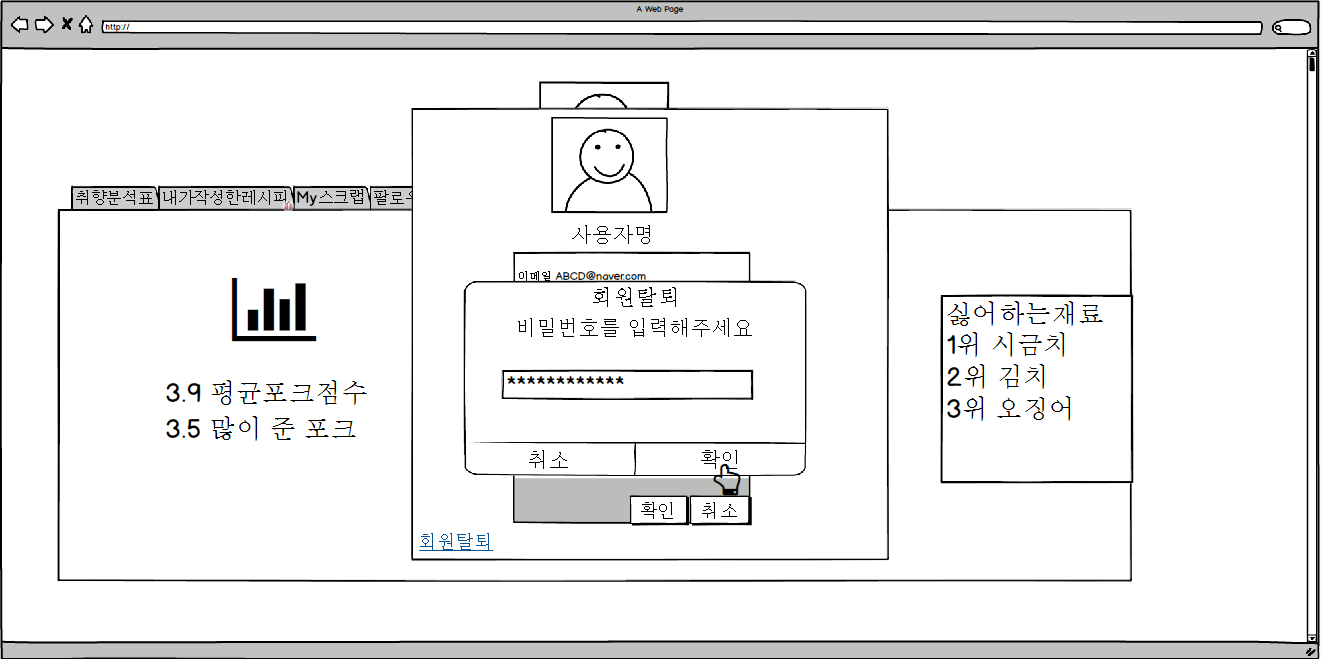 A Web Page
http://
취향분석표
내가작성한레시피
My스크랩
팔로우
사용자명
이메일 ABCD@naver.com
회원탈퇴
비밀번호를 입력해주세요
************
취소
확인
확인
취소
회원탈퇴
3.9 평균포크점수
3.5 많이 준 포크
싫어하는재료
1위 시금치
2위 김치
3위 오징어